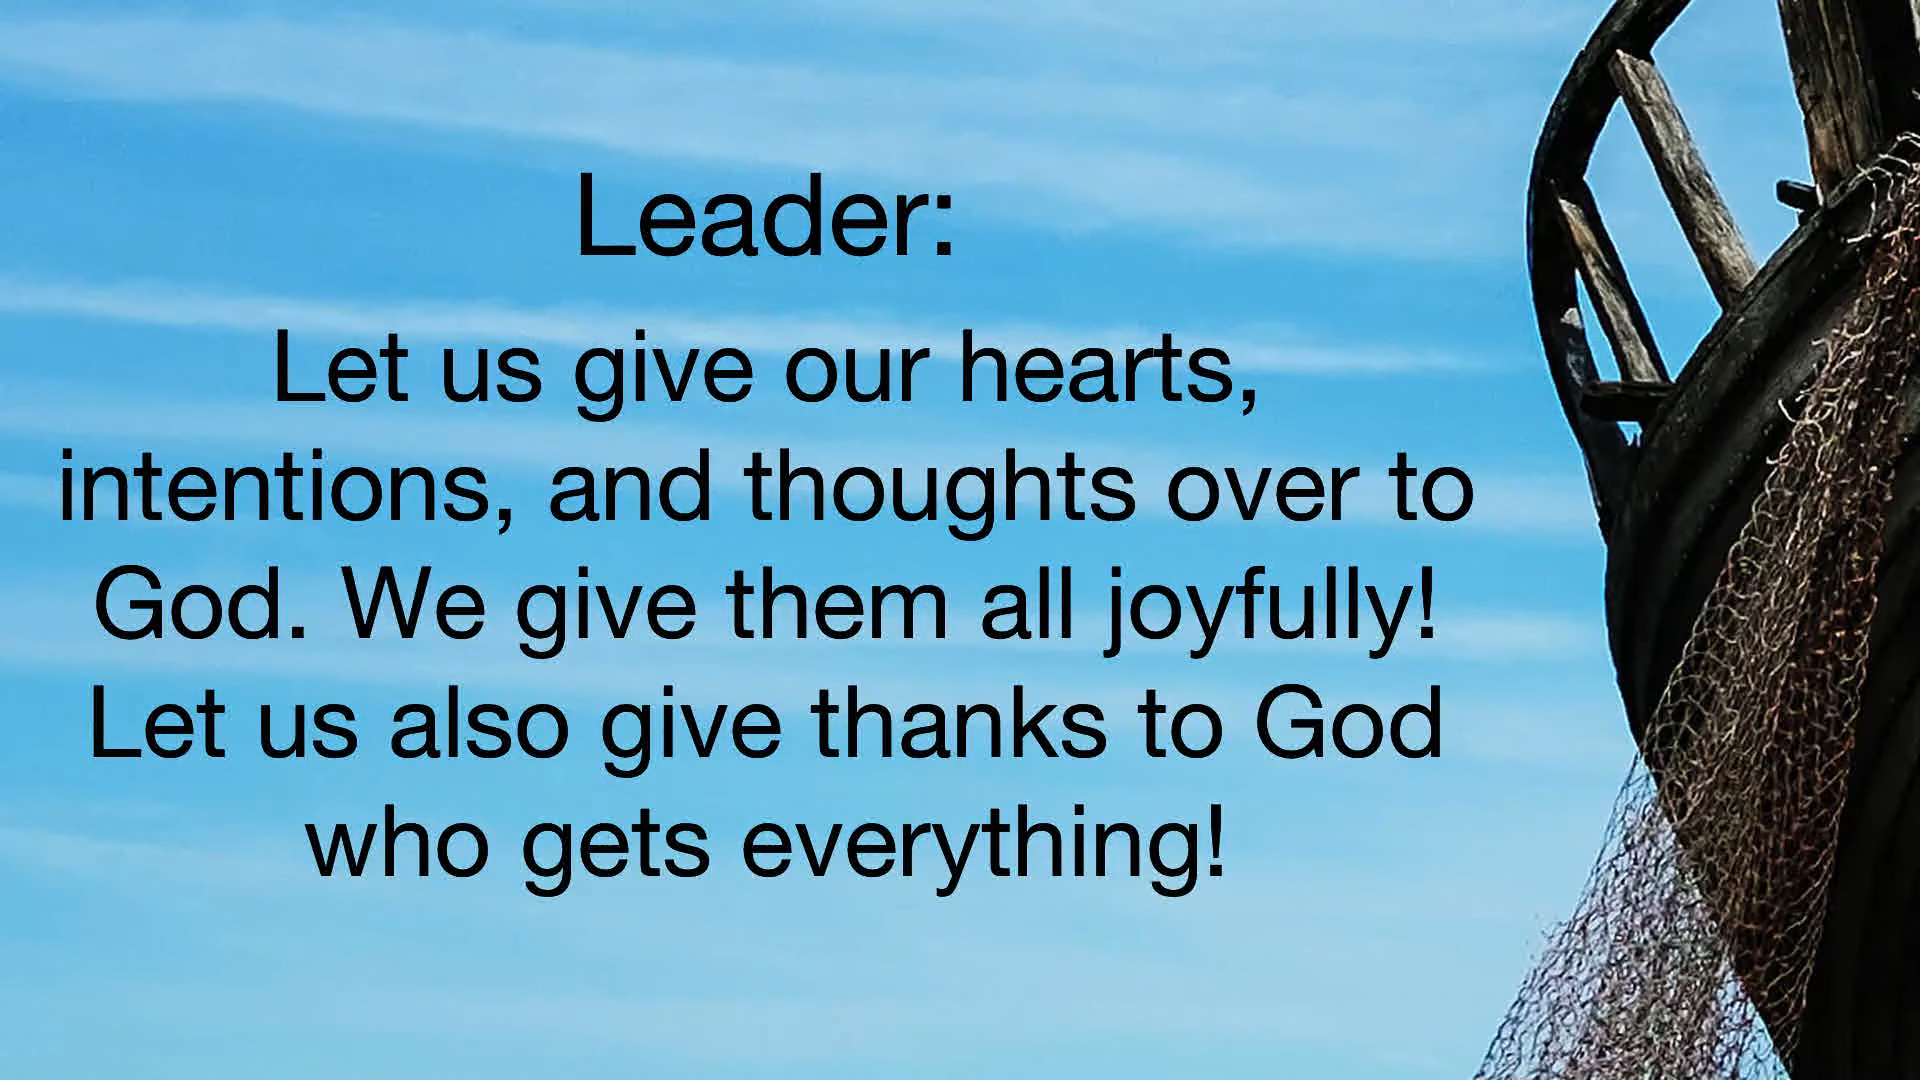 Leader:
Let us give our hearts,
intentions, and thoughts over to
God. We give them all joyfully!
Let us also give thanks to God
who gets everything!